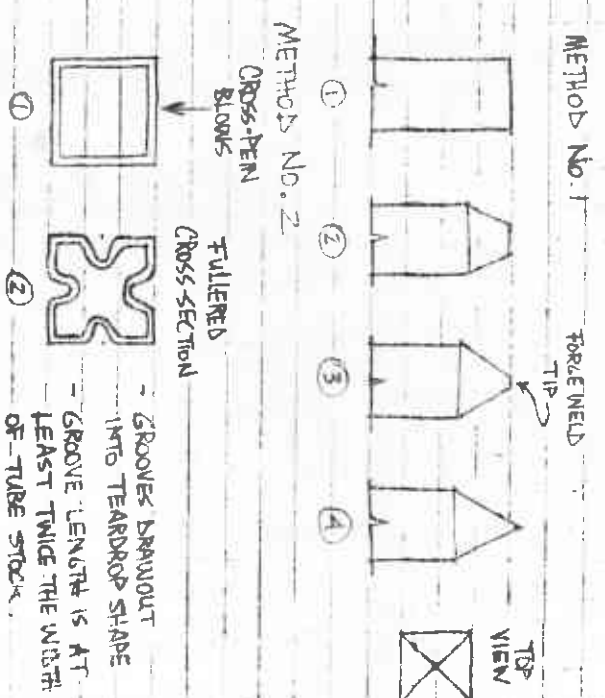 METHOD No. 1
FORGE WELD
TIP
TOP
VIEW
①
②
③
④
METHOD No. 2
CROSS-PEIN
BLOWS
FULLERED
CROSS-SECTION
①
②
- GROOVES DRAWOUT
INTO TEARDROP SHAPE
- GROOVE LENGTH IS AT
LEAST TWICE THE WIDTH
OF TUBE STOCK.